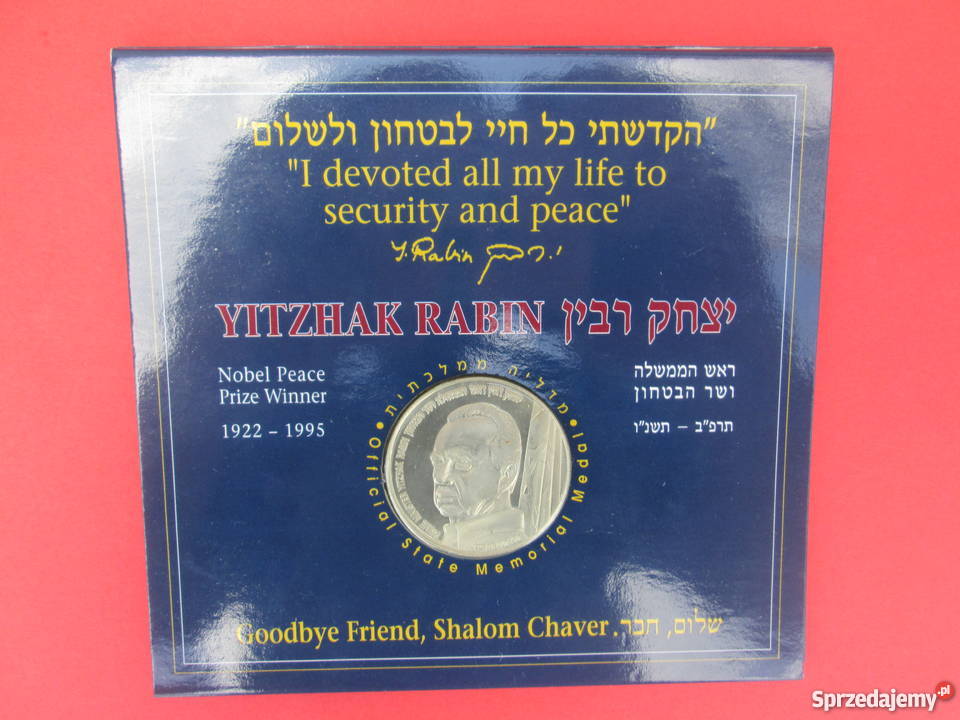 "הקדשתי כל חיי לבטחון ולשלום"
"I devoted all my life to
security and peace"
Y. Rabin י. רבין
YITZHAK RABIN יצחק רבין
Nobel Peace
Prize Winner
1922 – 1995
ראש הממשלה
ושר הבטחון
תרפ"ב – תשנ"ו
מדליה ממלכתית
Official State Memorial Medal
Goodbye Friend, Shalom Chaver. שלום, חבר
Sprzedajemy.pl